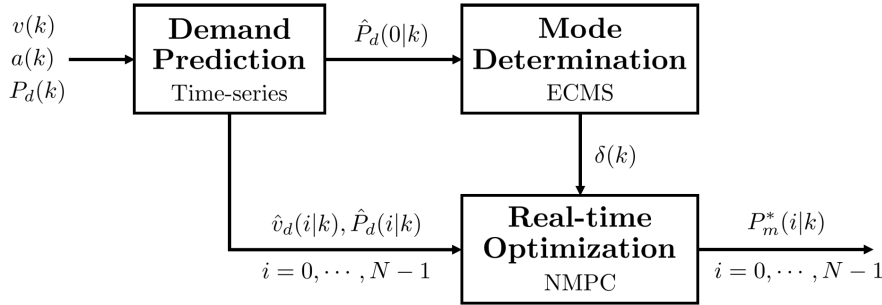 v(k)
a(k)
P_d(k)
Demand
Prediction
Time-series
P̂_d(0|k)
Mode
Determination
ECMS
δ(k)
v̂_d(i|k), P̂_d(i|k)
i = 0, ⋯ , N − 1
Real-time
Optimization
NMPC
P_m^*(i|k)
i = 0, ⋯ , N − 1